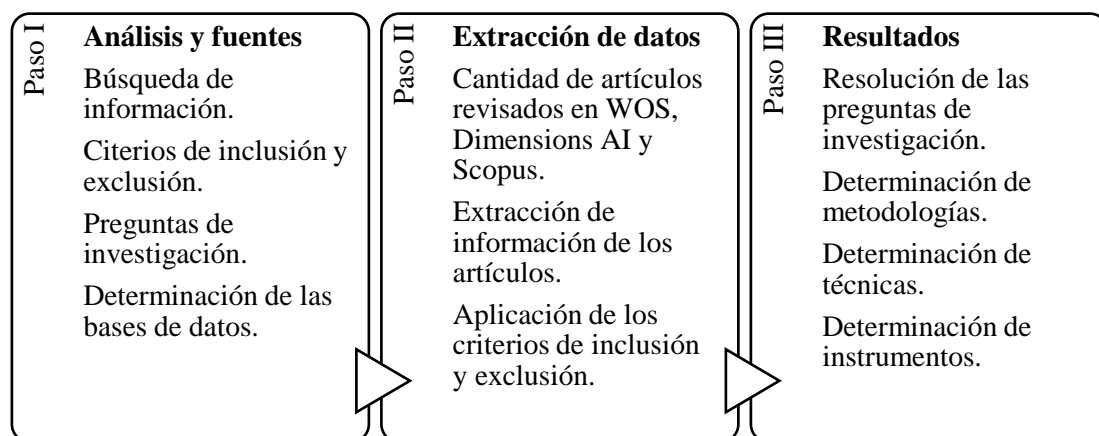 Paso I
Análisis y fuentes
Búsqueda de
información.
Citerios de inclusión y
exclusión.
Preguntas de
investigación.
Determinación de las
bases de datos.
Paso II
Extracción de datos
Cantidad de artículos
revisados en WOS,
Dimensions AI y
Scopus.
Extracción de
información de los
artículos.
Aplicación de los
criterios de inclusión
y exclusión.
Paso III
Resultados
Resolución de las
preguntas de
investigación.
Determinación de
metodologías.
Determinación de
técnicas.
Determinación de
instrumentos.